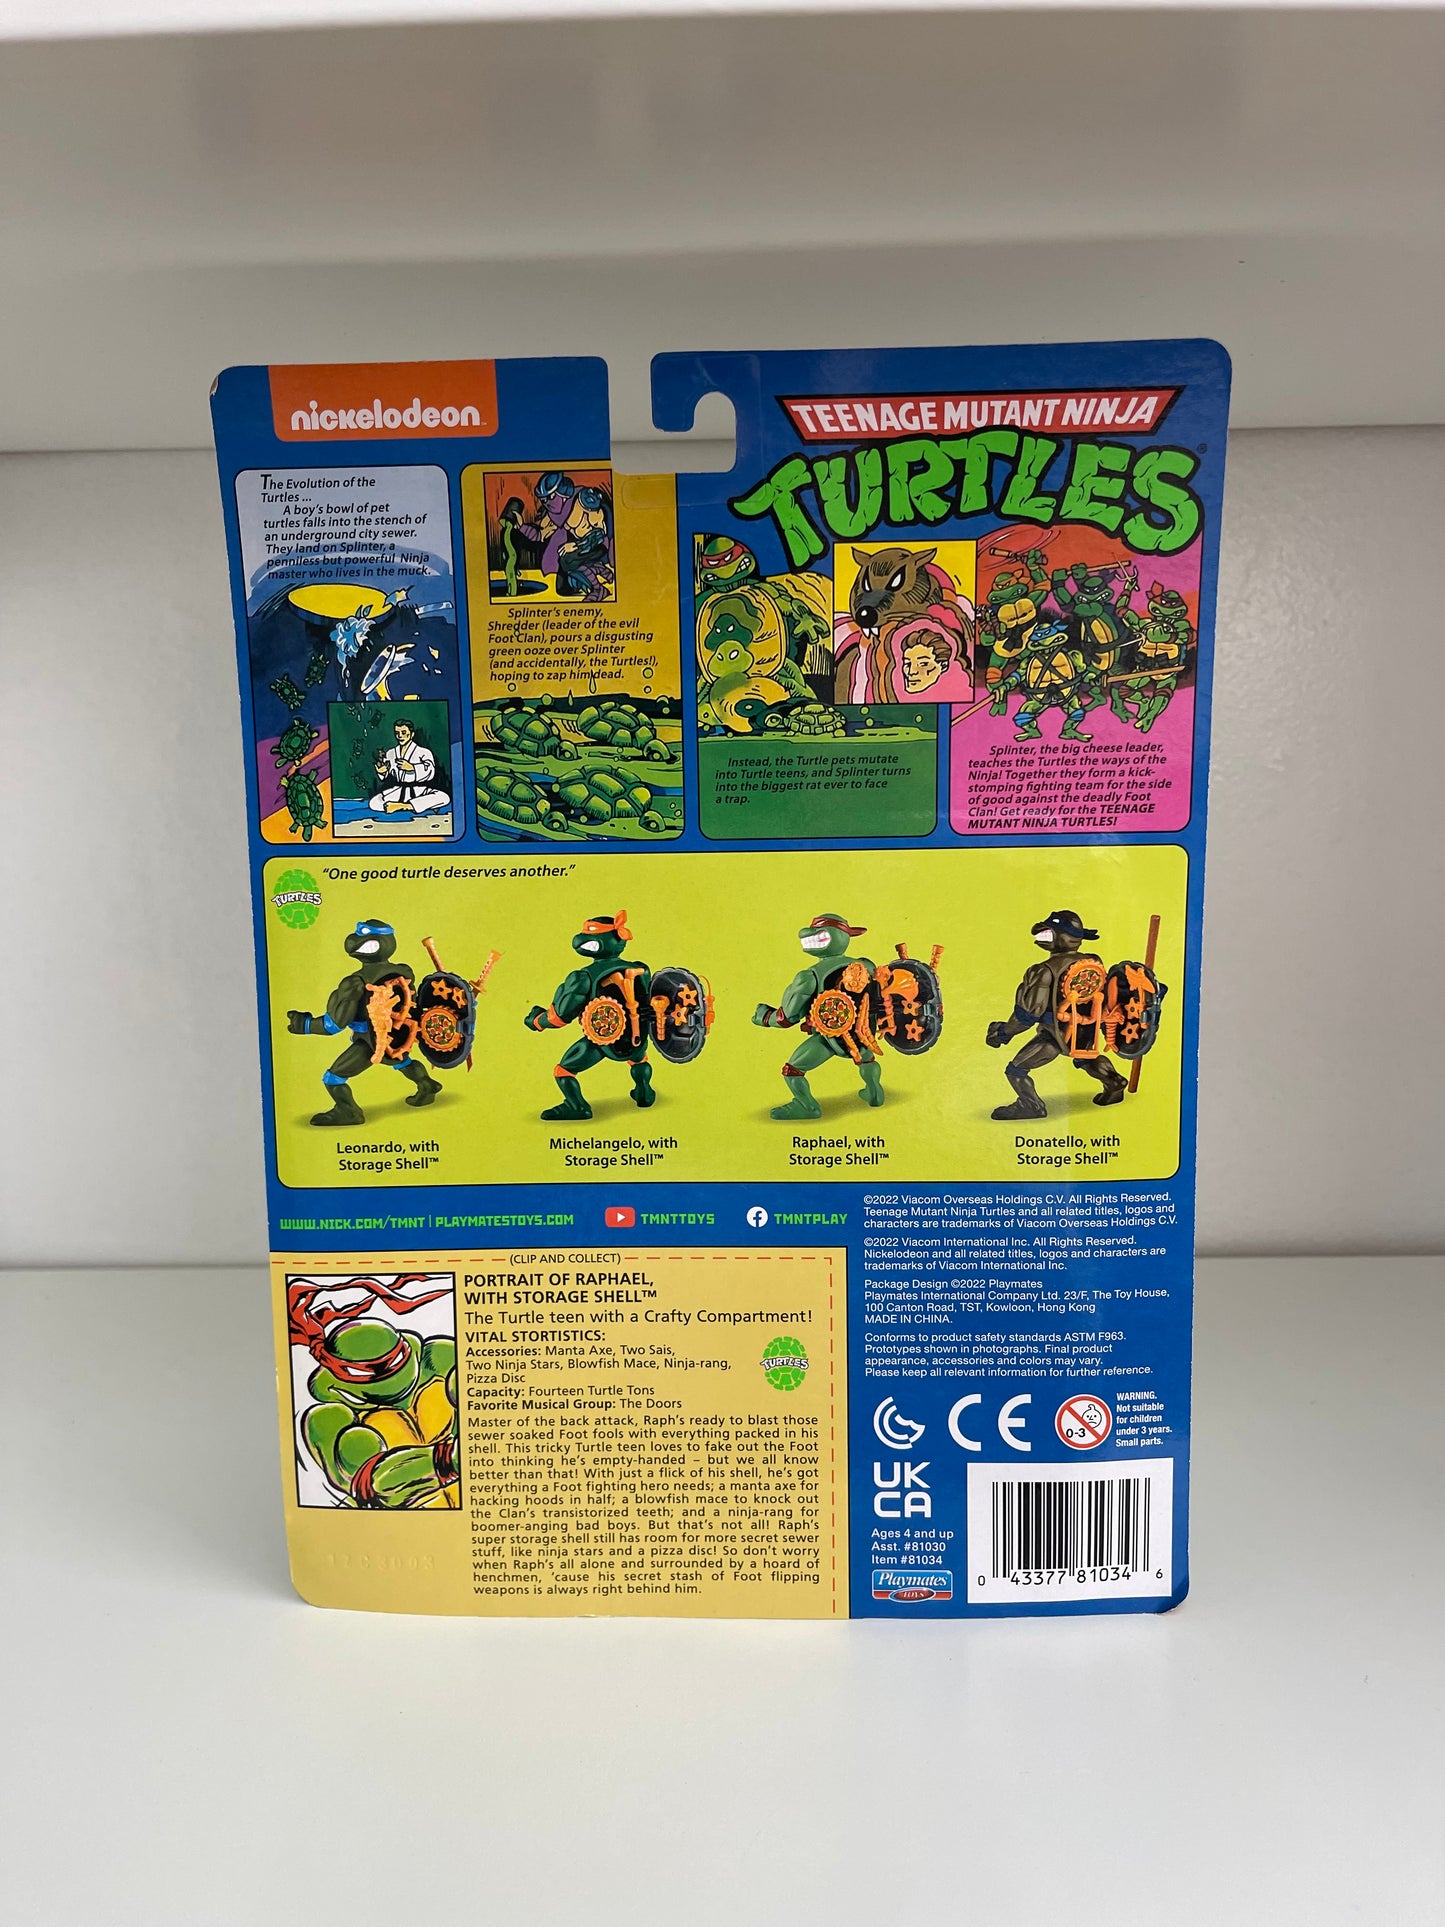 nickelodeon
TEENAGE MUTANT NINJA
TURTLES®
The Evolution of the
Turtles ...
A boy's bowl of pet
turtles falls into the stench of
an underground city sewer.
They land on Splinter, a
penniless but powerful Ninja
master who lives in the muck.
Splinter's enemy,
Shredder (leader of the evil
Foot Clan), pours a disgusting
green ooze over Splinter
(and accidentally, the Turtles!),
hoping to zap him dead.
Instead, the Turtle pets mutate
into Turtle teens, and Splinter turns
into the biggest rat ever to face
a trap.
Splinter, the big cheese leader,
teaches the Turtles the ways of the
Ninja! Together they form a kick-
stomping fighting team for the side
of good against the deadly Foot
Clan! Get ready for the TEENAGE
MUTANT NINJA TURTLES!
"One good turtle deserves another."
TURTLES
Leonardo, with
Storage Shell™
Michelangelo, with
Storage Shell™
Raphael, with
Storage Shell™
Donatello, with
Storage Shell™
WWW.NICK.COM/TMNT | PLAYMATESTOYS.COM
TMNTTOYS
TMNTPLAY
(CLIP AND COLLECT)
PORTRAIT OF RAPHAEL,
WITH STORAGE SHELL™
The Turtle teen with a Crafty Compartment!
VITAL STORTISTICS:
Accessories: Manta Axe, Two Sais,
Two Ninja Stars, Blowfish Mace, Ninja-rang,
Pizza Disc
Capacity: Fourteen Turtle Tons
Favorite Musical Group: The Doors
TURTLES
Master of the back attack, Raph's ready to blast those
sewer soaked Foot fools with everything packed in his
shell. This tricky Turtle teen loves to fake out the Foot
into thinking he's empty-handed – but we all know
better than that! With just a flick of his shell, he's got
everything a Foot fighting hero needs; a manta axe for
hacking hoods in half; a blowfish mace to knock out
the Clan's transistorized teeth; and a ninja-rang for
boomer-anging bad boys. But that's not all! Raph's
super storage shell still has room for more secret sewer
stuff, like ninja stars and a pizza disc! So don't worry
when Raph's all alone and surrounded by a hoard of
henchmen, 'cause his secret stash of Foot flipping
weapons is always right behind him.
©2022 Viacom Overseas Holdings C.V. All Rights Reserved.
Teenage Mutant Ninja Turtles and all related titles, logos and
characters are trademarks of Viacom Overseas Holdings C.V.
©2022 Viacom International Inc. All Rights Reserved.
Nickelodeon and all related titles, logos and characters are
trademarks of Viacom International Inc.
Package Design ©2022 Playmates
Playmates International Company Ltd. 23/F, The Toy House,
100 Canton Road, TST, Kowloon, Hong Kong
MADE IN CHINA.
Conforms to product safety standards ASTM F963.
Prototypes shown in photographs. Final product
appearance, accessories and colors may vary.
Please keep all relevant information for further reference.
CE
0-3
WARNING.
Not suitable
for children
under 3 years.
Small parts.
UK
CA
Ages 4 and up
Asst. #81030
Item #81034
Playmates
TOYS
0 43377 81034 6